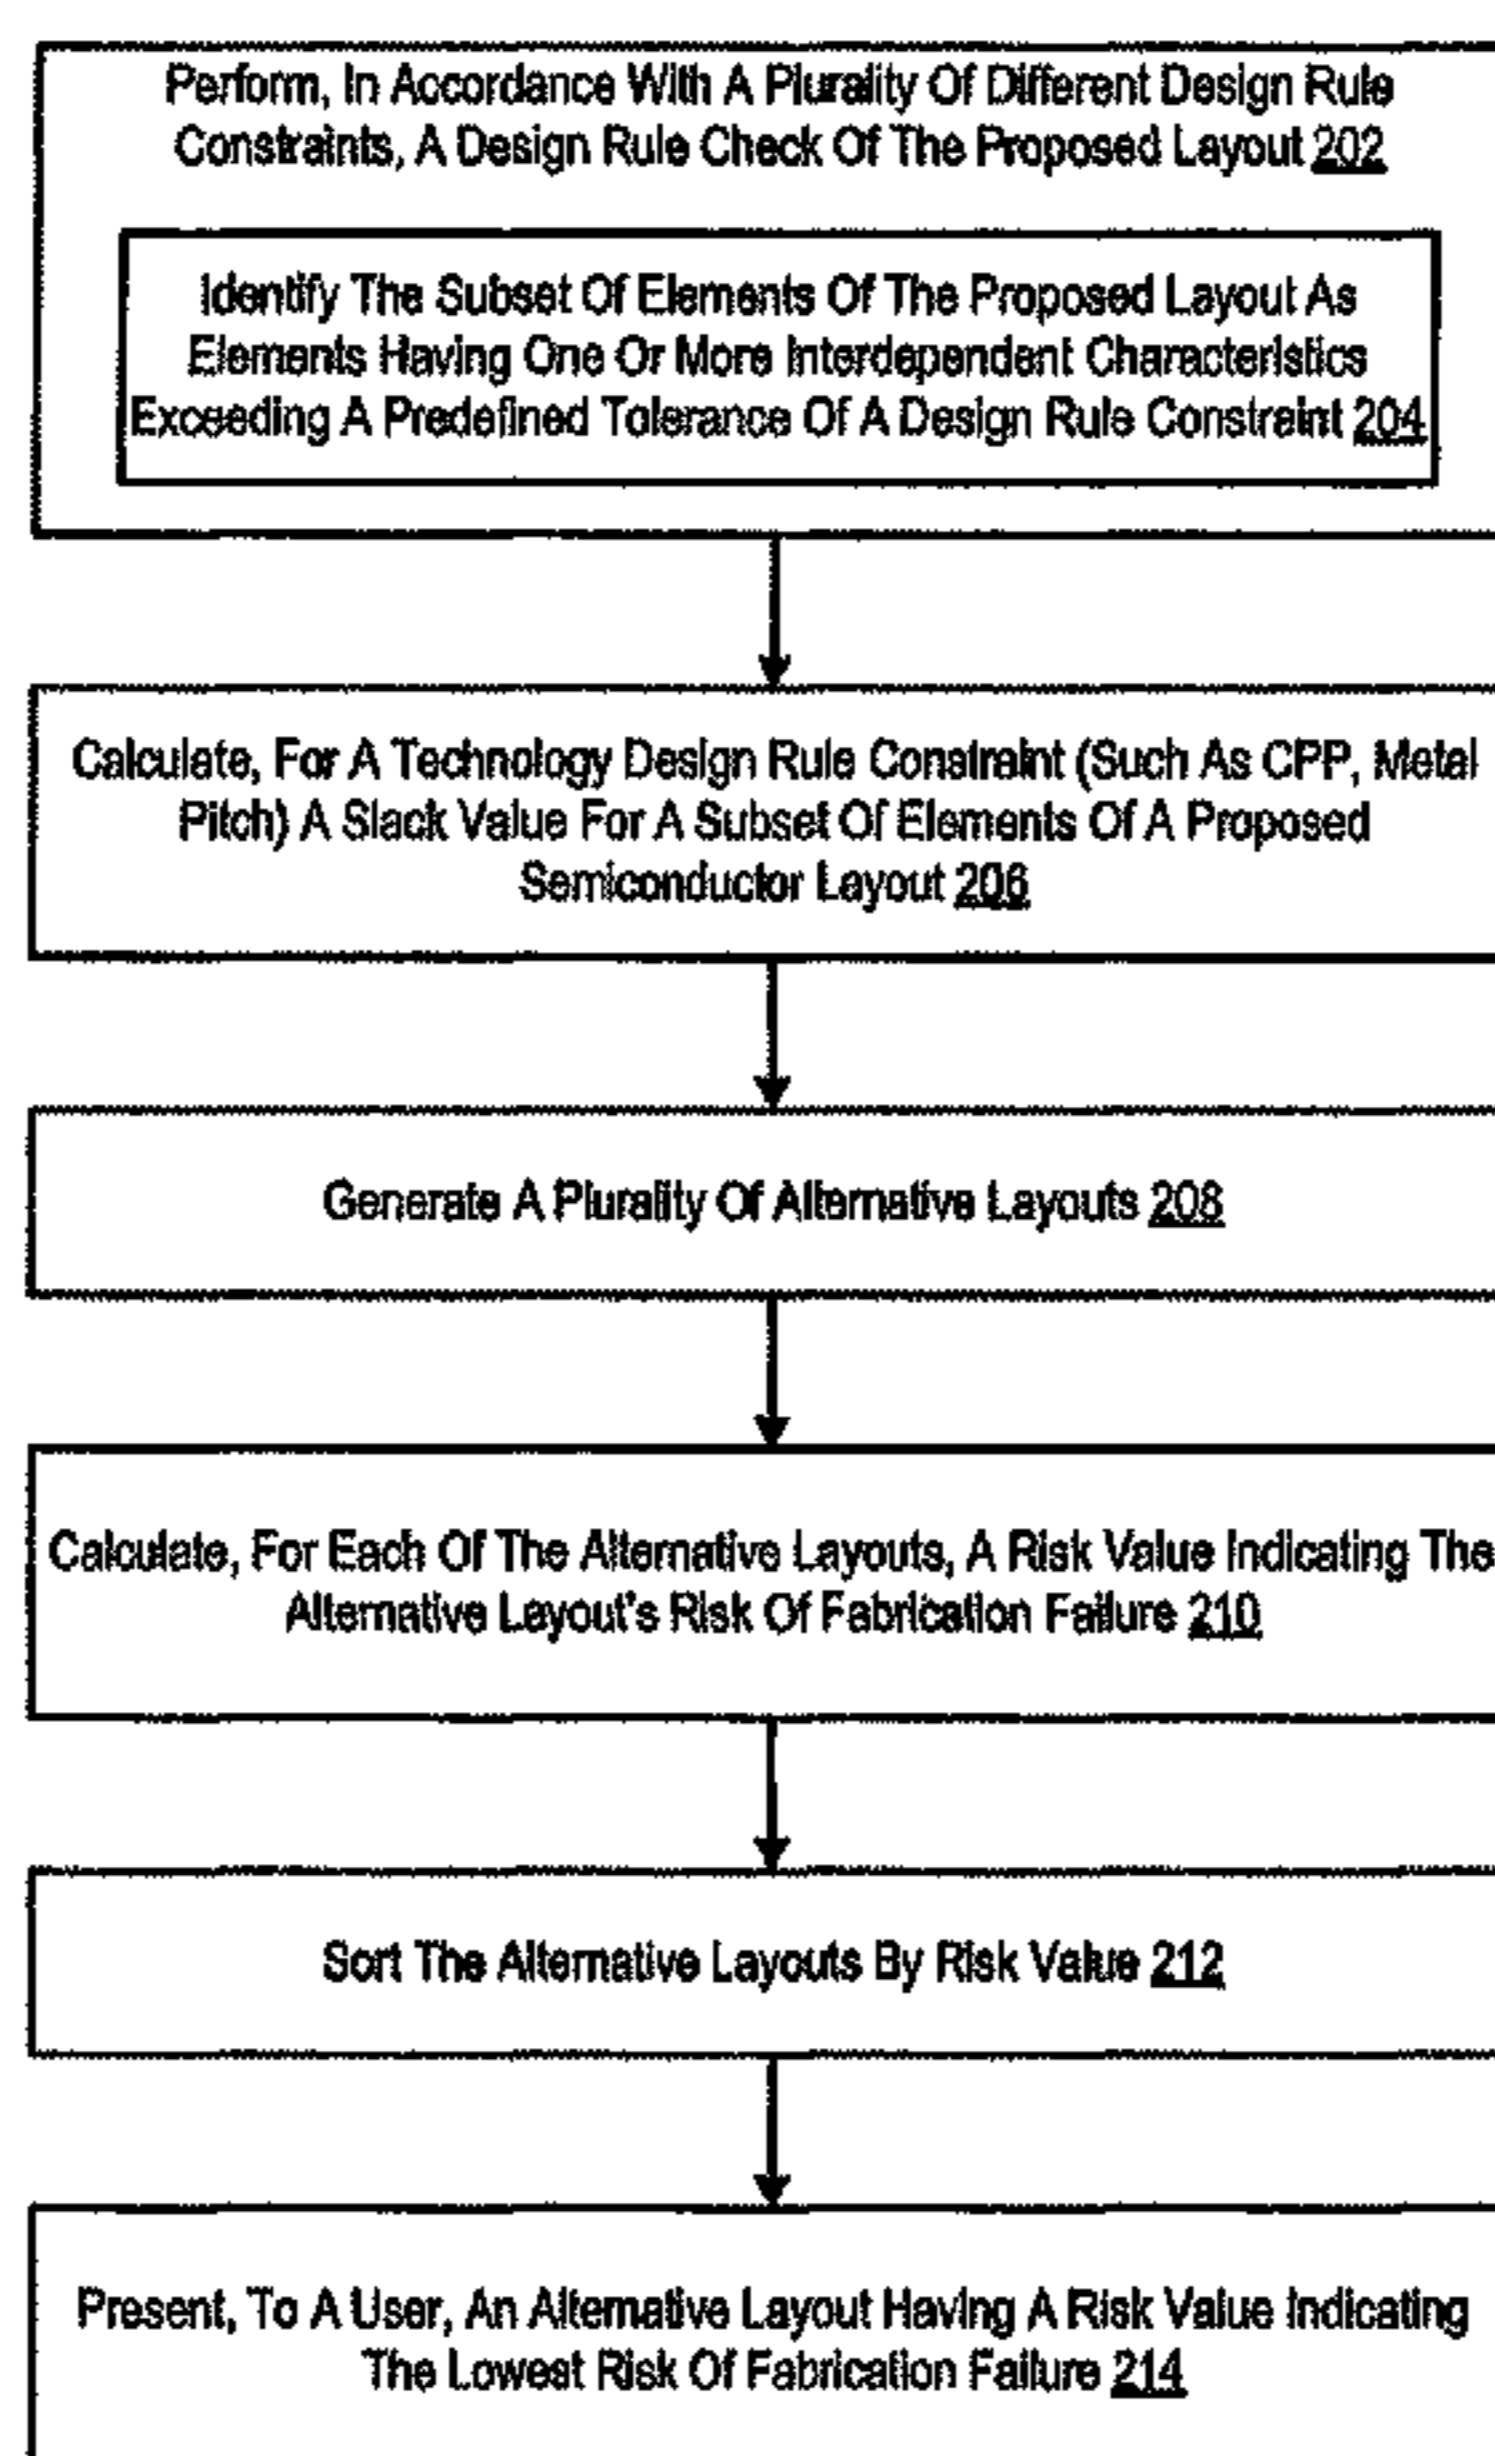 Perform, In Accordance With A Plurality Of Different Design Rule
Constraints, A Design Rule Check Of The Proposed Layout 202
Identify The Subset Of Elements Of The Proposed Layout As
Elements Having One Or More Interdependent Characteristics
Exceeding A Predefined Tolerance Of A Design Rule Constraint 204
Calculate, For A Technology Design Rule Constraint (Such As CPP, Metal
Pitch) A Slack Value For A Subset Of Elements Of A Proposed
Semiconductor Layout 206
Generate A Plurality Of Alternative Layouts 208
Calculate, For Each Of The Alternative Layouts, A Risk Value Indicating The
Alternative Layout's Risk Of Fabrication Failure 210
Sort The Alternative Layouts By Risk Value 212
Present, To A User, An Alternative Layout Having A Risk Value Indicating
The Lowest Risk Of Fabrication Failure 214